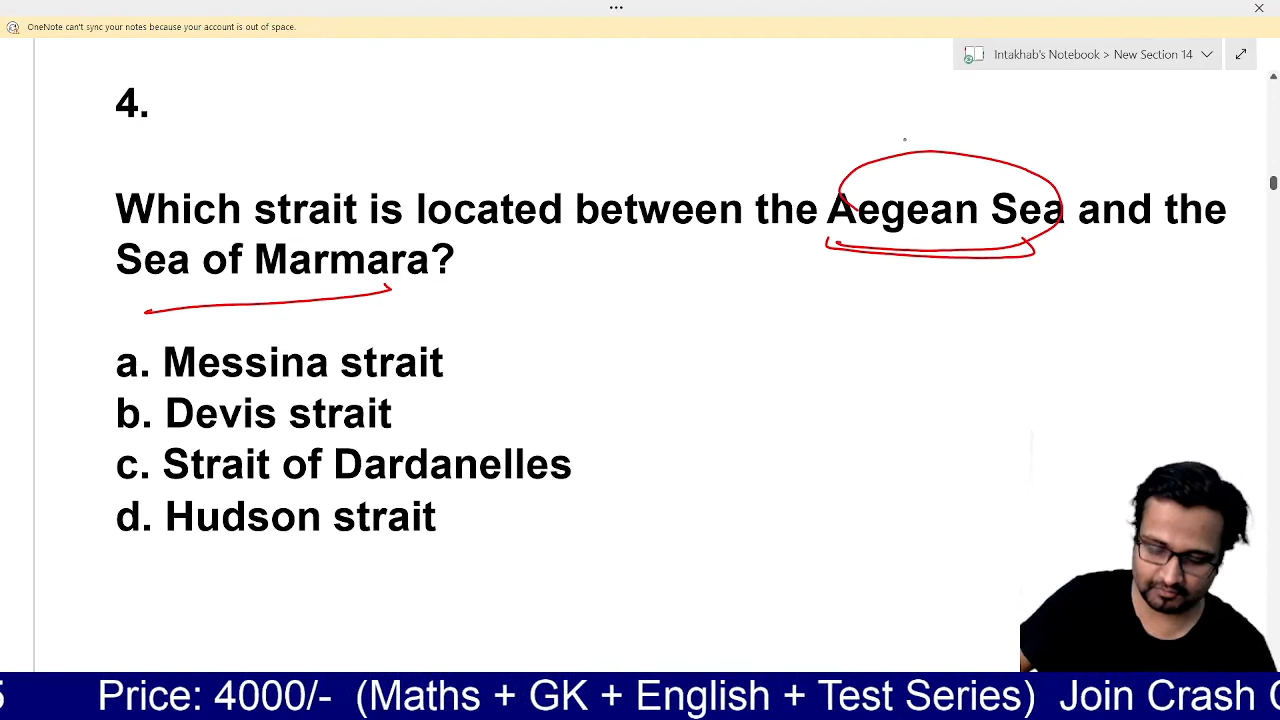 ...
OneNote can't sync your notes because your account is out of space.
Intakhab's Notebook > New Section 14
4.
Which strait is located between the Aegean Sea and the
Sea of Marmara?
a. Messina strait
b. Devis strait
c. Strait of Dardanelles
d. Hudson strait
Price: 4000/- (Maths + GK + English + Test Series) Join Crash